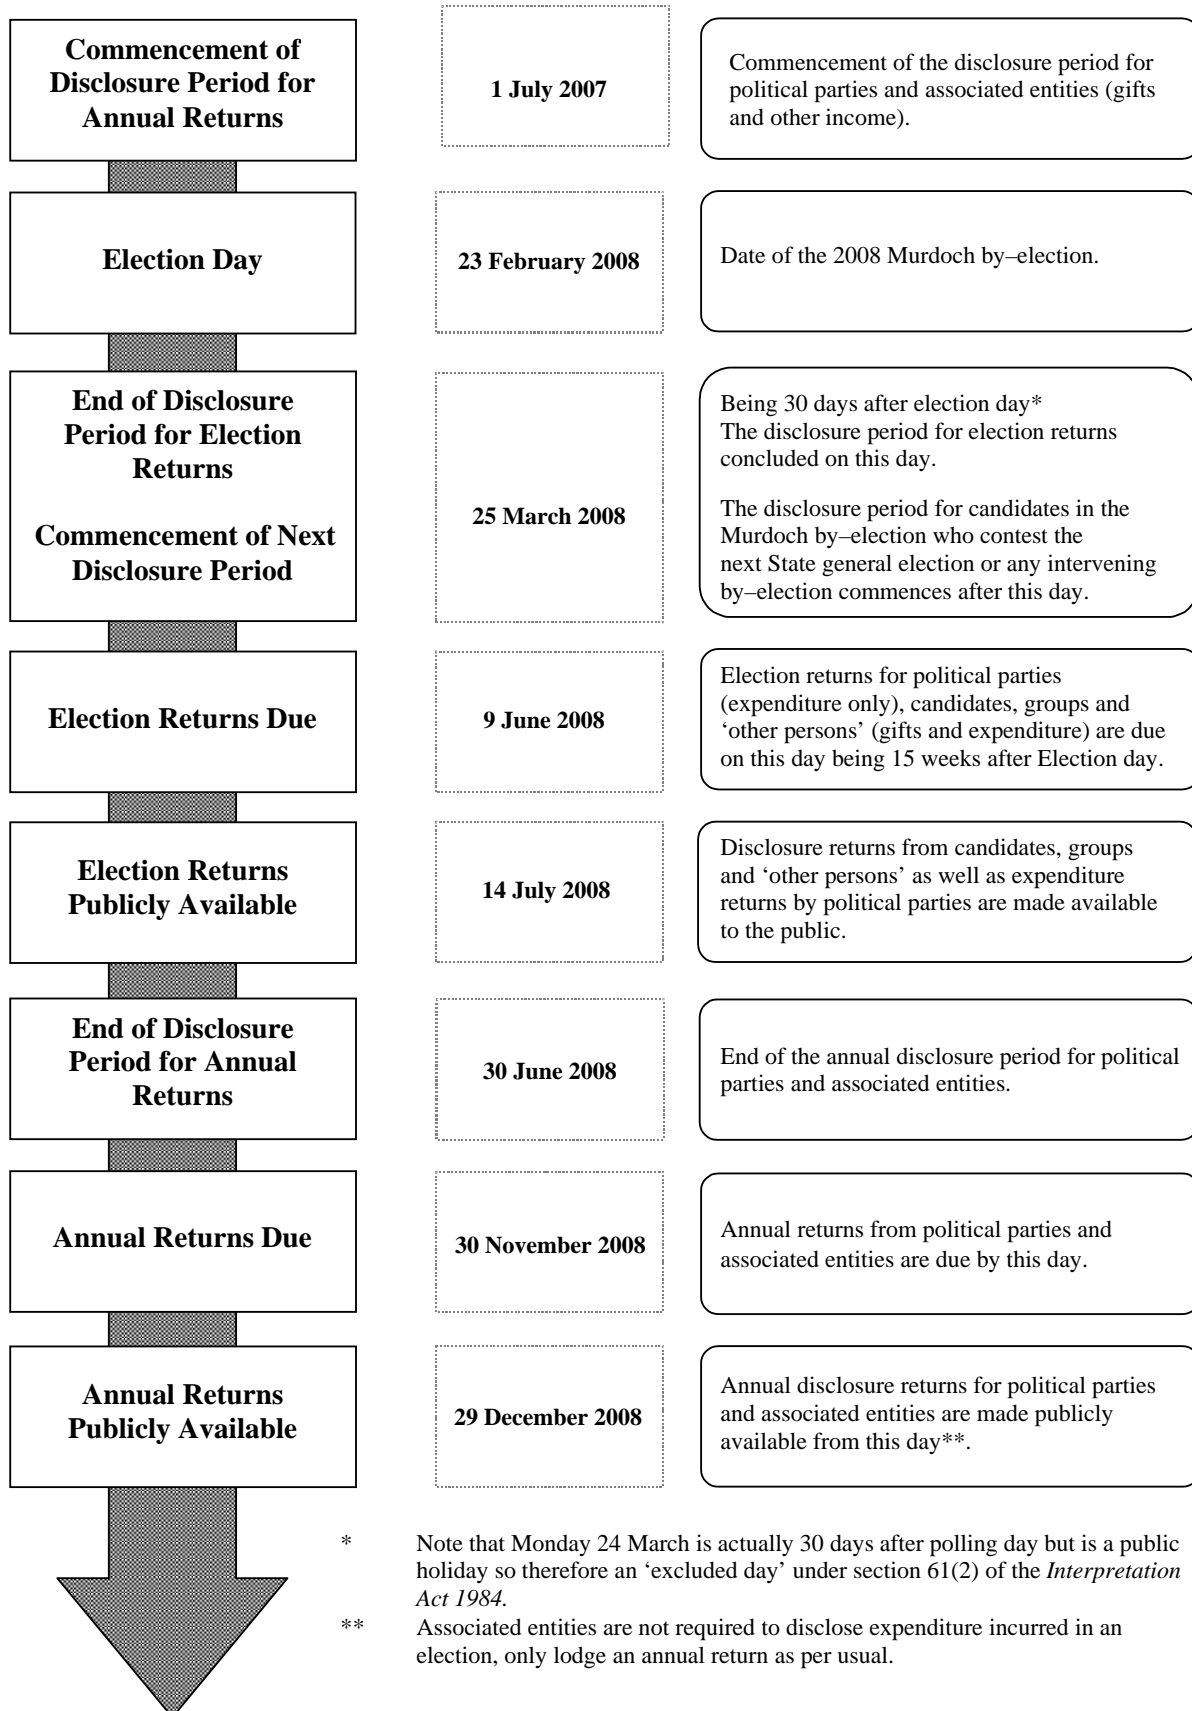 Commencement of
Disclosure Period for
Annual Returns
1 July 2007
Commencement of the disclosure period for
political parties and associated entities (gifts
and other income).
Election Day
23 February 2008
Date of the 2008 Murdoch by–election.
End of Disclosure
Period for Election
Returns
Commencement of Next
Disclosure Period
25 March 2008
Being 30 days after election day*
The disclosure period for election returns
concluded on this day.
The disclosure period for candidates in the
Murdoch by–election who contest the
next State general election or any intervening
by–election commences after this day.
Election Returns Due
9 June 2008
Election returns for political parties
(expenditure only), candidates, groups and
‘other persons’ (gifts and expenditure) are due
on this day being 15 weeks after Election day.
Election Returns
Publicly Available
14 July 2008
Disclosure returns from candidates, groups
and ‘other persons’ as well as expenditure
returns by political parties are made available
to the public.
End of Disclosure
Period for Annual
Returns
30 June 2008
End of the annual disclosure period for political
parties and associated entities.
Annual Returns Due
30 November 2008
Annual returns from political parties and
associated entities are due by this day.
Annual Returns
Publicly Available
29 December 2008
Annual disclosure returns for political parties
and associated entities are made publicly
available from this day**.
* Note that Monday 24 March is actually 30 days after polling day but is a public
holiday so therefore an ‘excluded day’ under section 61(2) of the Interpretation
Act 1984.
** Associated entities are not required to disclose expenditure incurred in an
election, only lodge an annual return as per usual.